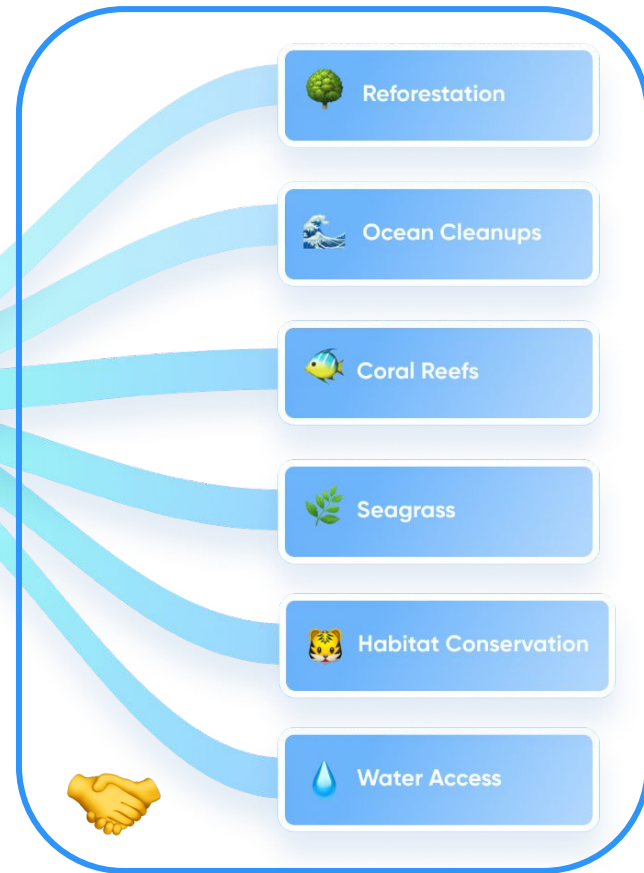 Reforestation
Ocean Cleanups
Coral Reefs
Seagrass
Habitat Conservation
Water Access